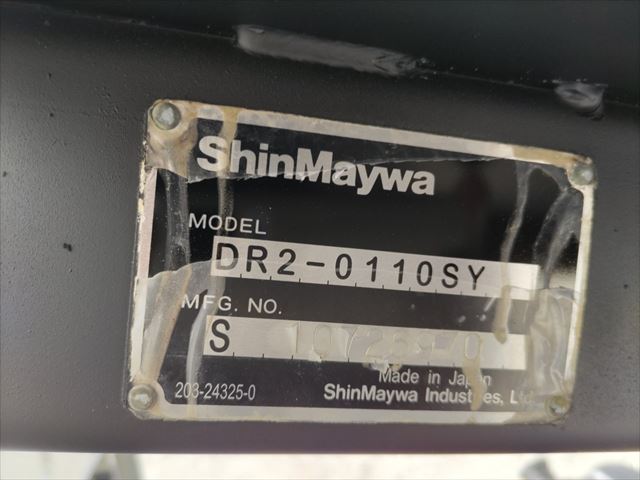 ShinMaywa
MODEL
DR2-0110SY
MFG. NO.
S
Made in Japan
203-24325-0
ShinMaywa Industries, Ltd.